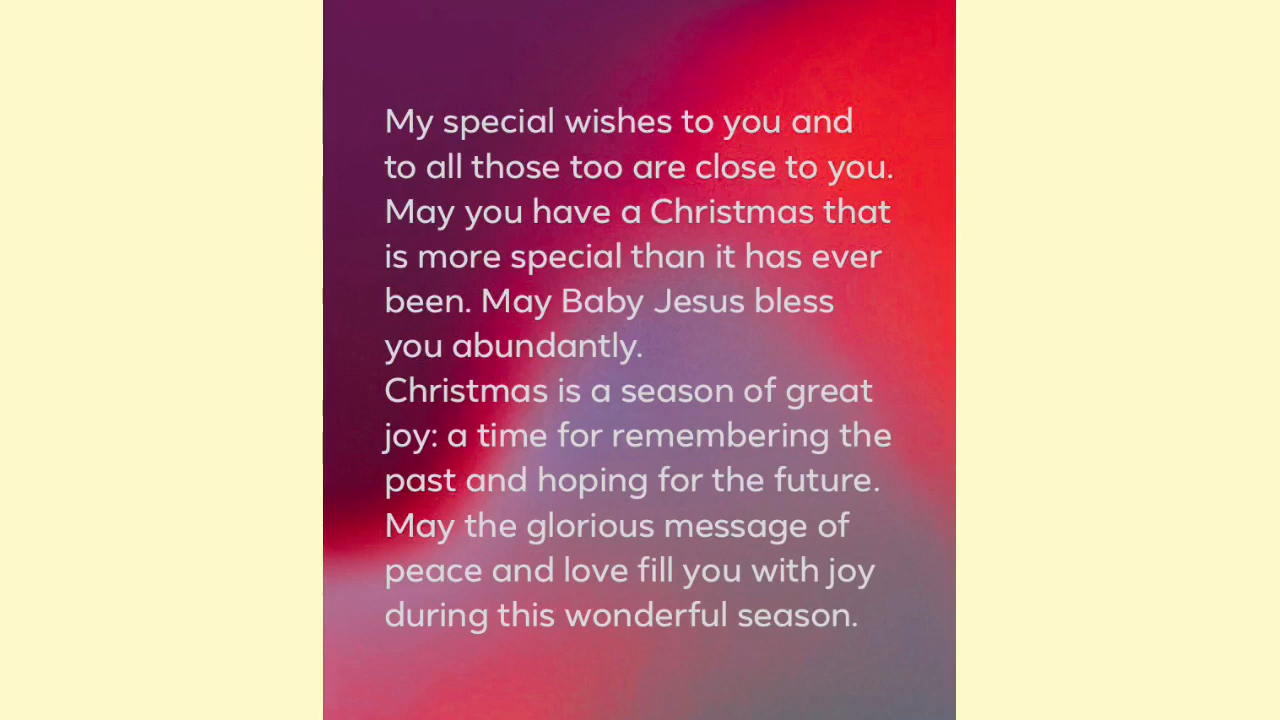 My special wishes to you and
to all those too are close to you.
May you have a Christmas that
is more special than it has ever
been. May Baby Jesus bless
you abundantly.
Christmas is a season of great
joy: a time for remembering the
past and hoping for the future.
May the glorious message of
peace and love fill you with joy
during this wonderful season.